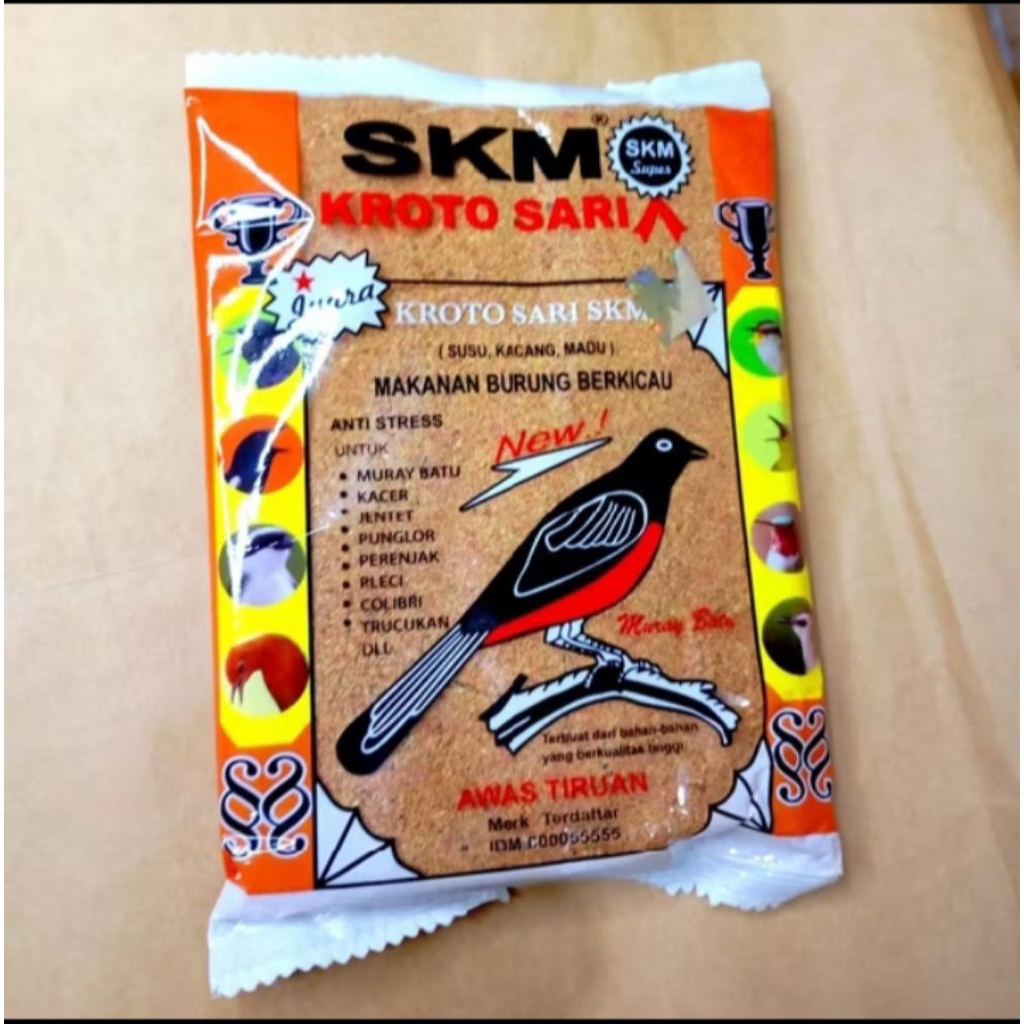 SKM®
SKM
Super
KROTO SARI
Juara
KROTO SARI SKM
( SUSU, KACANG, MADU )
MAKANAN BURUNG BERKICAU
ANTI STRESS
UNTUK
New.!
• MURAY BATU
• KACER
• JENTET
• PUNGLOR
• PERENJAK
• PLECI
• COLIBRI
• TRUCUKAN
DLL
Muray Batu
Terbuat dari bahan-bahan
yang berkualitas tinggi
AWAS TIRUAN
Merk Terdaftar